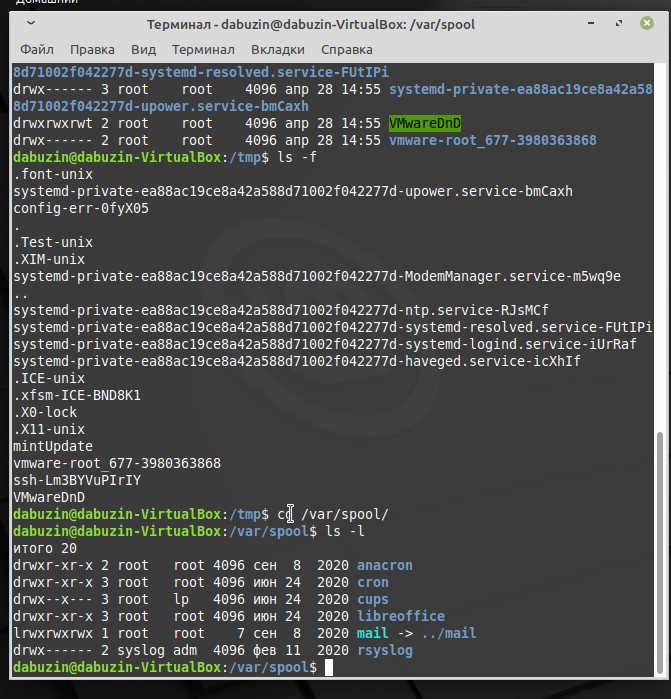 Домашний
Терминал - dabuzin@dabuzin-VirtualBox: /var/spool
Файл Правка Вид Терминал Вкладки Справка
8d71002f042277d-systemd-resolved.service-FUtIPi
drwx------ 3 root    root    4096 апр 28 14:55 systemd-private-ea88ac19ce8a42a58
8d71002f042277d-upower.service-bmCaxh
drwxrwxrwt 2 root    root    4096 апр 28 14:55 VMwareDnD
drwx------ 2 root    root    4096 апр 28 14:55 vmware-root_677-3980363868
dabuzin@dabuzin-VirtualBox:/tmp$ ls -f
.font-unix
systemd-private-ea88ac19ce8a42a588d71002f042277d-upower.service-bmCaxh
config-err-0fyX05
.
.Test-unix
.XIM-unix
systemd-private-ea88ac19ce8a42a588d71002f042277d-ModemManager.service-m5wq9e
..
systemd-private-ea88ac19ce8a42a588d71002f042277d-ntp.service-RJsMCf
systemd-private-ea88ac19ce8a42a588d71002f042277d-systemd-resolved.service-FUtIPi
systemd-private-ea88ac19ce8a42a588d71002f042277d-systemd-logind.service-iUrRaf
systemd-private-ea88ac19ce8a42a588d71002f042277d-haveged.service-icXhIf
.ICE-unix
.xfsm-ICE-BND8K1
.X0-lock
.X11-unix
mintUpdate
vmware-root_677-3980363868
ssh-Lm3BYVuPIrIY
VMwareDnD
dabuzin@dabuzin-VirtualBox:/tmp$ cd /var/spool/
dabuzin@dabuzin-VirtualBox:/var/spool$ ls -l
итого 20
drwxr-xr-x 2 root   root 4096 сен  8  2020 anacron
drwxr-xr-x 3 root   root 4096 июн 24  2020 cron
drwx--x--- 3 root   lp   4096 июн 24  2020 cups
drwxr-xr-x 3 root   root 4096 июн 24  2020 libreoffice
lrwxrwxrwx 1 root   root    7 сен  8  2020 mail -> ../mail
drwx------ 2 syslog adm  4096 фев 11  2020 rsyslog
dabuzin@dabuzin-VirtualBox:/var/spool$